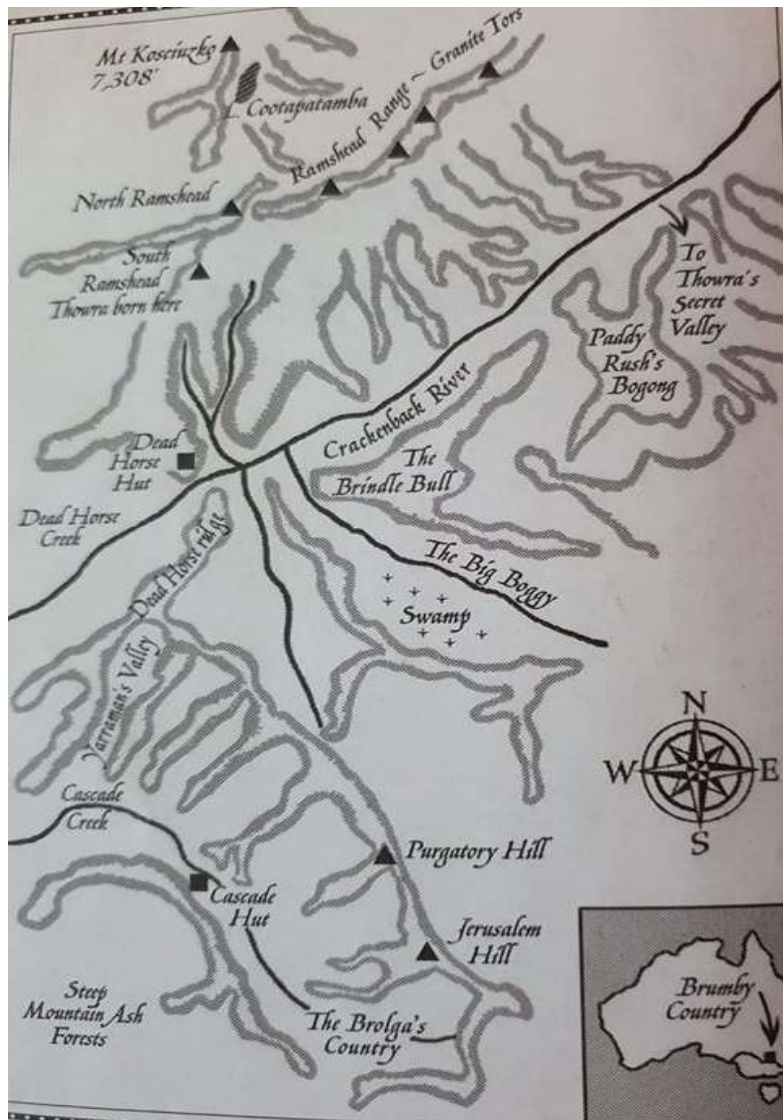 Mt Kosciuzko
7,308'
L. Cootapatamba
Ramshead Range ~ Granite Tors
North Ramshead
South
Ramshead
Thowra born here
To
Thowra's
Secret
Valley
Paddy
Rush's
Bogong
Crackenback River
Dead
Horse
Hut
The
Brindle Bull
Dead Horse
Creek
Dead Horse ridge
The Big Boggy
Swamp
Yarraman's Valley
N
W
E
S
Cascade
Creek
Purgatory Hill
Cascade
Hut
Jerusalem
Hill
Steep
Mountain Ash
Forests
The Brolga's
Country
Brumby
Country